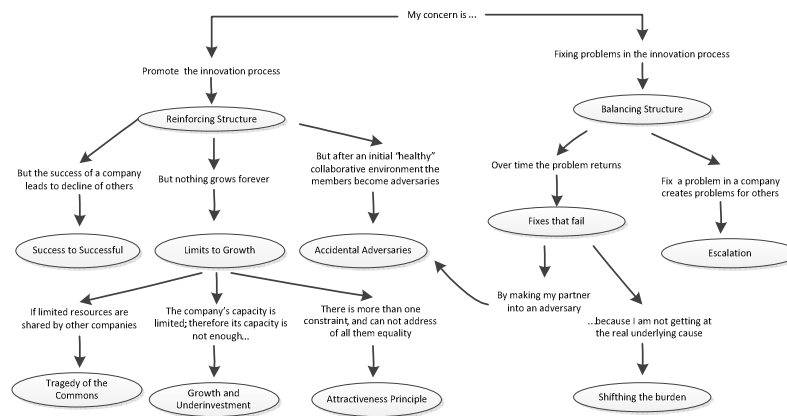 My concern is ...
Promote the innovation process
Fixing problems in the innovation process
Reinforcing Structure
Balancing Structure
But the success of a company
leads to decline of others
But nothing grows forever
But after an initial “healthy”
collaborative environment the
members become adversaries
Over time the problem returns
Fix a problem in a company
creates problems for others
Success to Successful
Limits to Growth
Accidental Adversaries
Fixes that fail
Escalation
If limited resources are
shared by other companies
The company’s capacity is
limited; therefore its capacity is
not enough...
There is more than one
constraint, and can not address
of all them equality
By making my partner
into an adversary
...because I am not getting at
the real underlying cause
Tragedy of the
Commons
Growth and
Underinvestment
Attractiveness Principle
Shifthing the burden